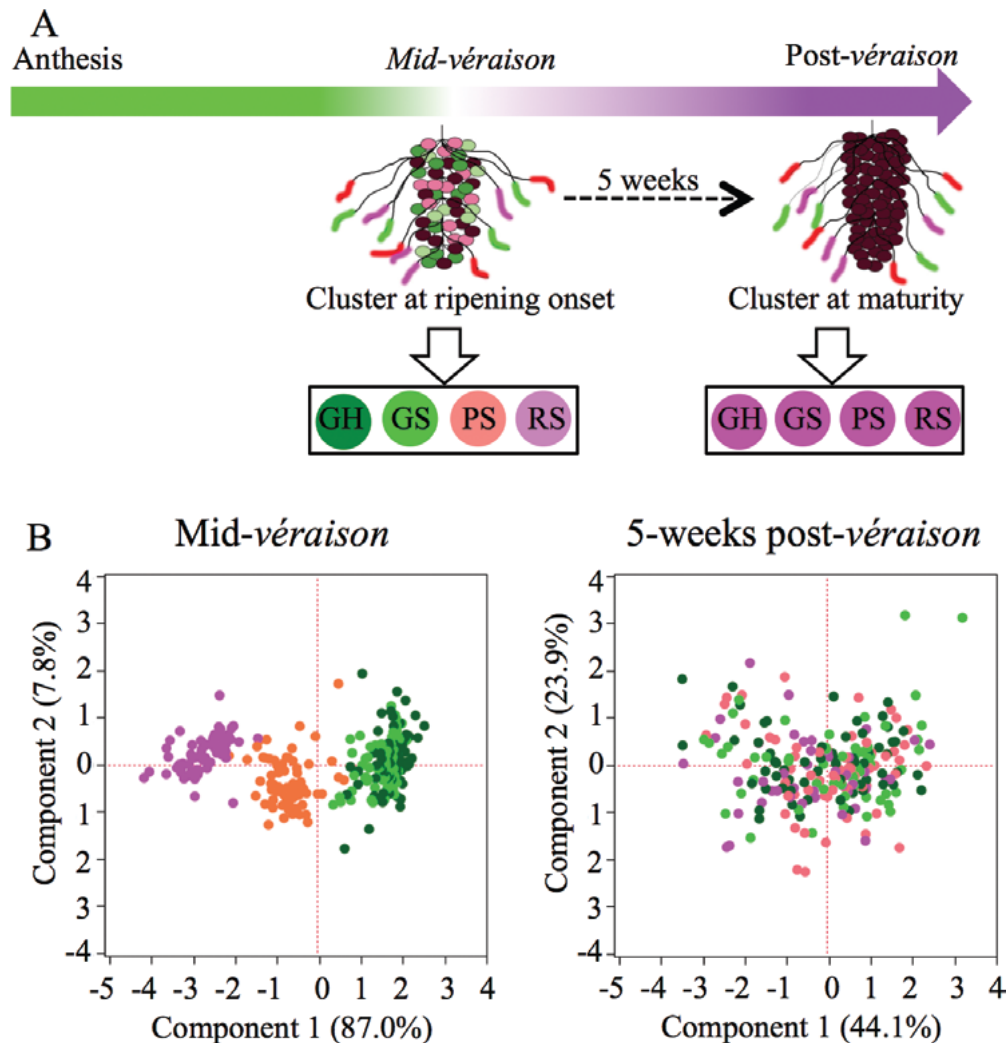 A
Anthesis
Mid-véraison
Post-véraison
5 weeks
Cluster at ripening onset
Cluster at maturity
GH GS PS RS
GH GS PS RS
B
Mid-véraison
5-weeks post-véraison
4
3
2
1
0
1
2
3
-4
Component 2 (7.8%)
-5 -4 -3 -2 -1 0 1 2 3 4
Component 1 (87.0%)
4
3
2
1
0
1
2
3
-4
Component 2 (23.9%)
-5 -4 -3 -2 -1 0 1 2 3 4
Component 1 (44.1%)